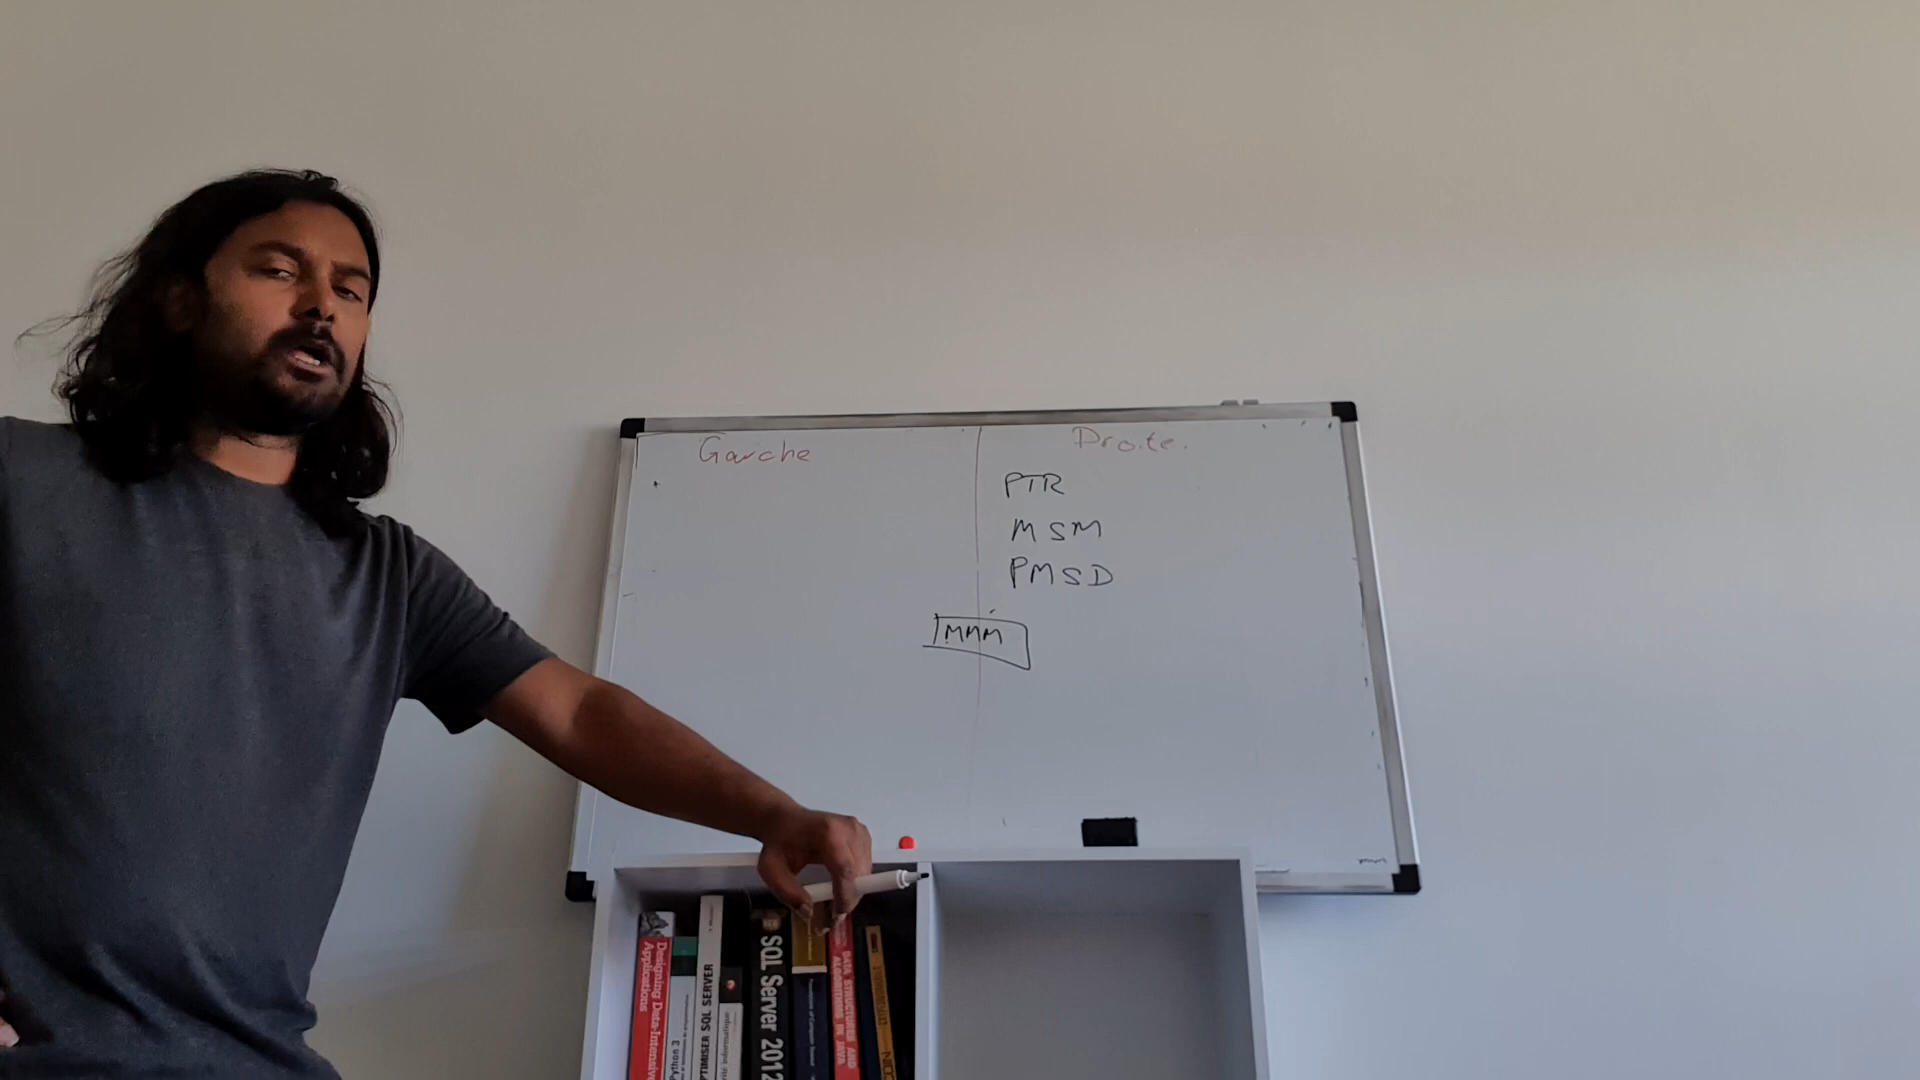 Gauche
Droite.
PTR
MSM
PMSD
MMM
Designing Data-Intensive
Applications
Python 3
OPTIMISER SQL SERVER
SQL Server 2012
DATA STRUCTURES AND
ALGORITHMS IN JAVA